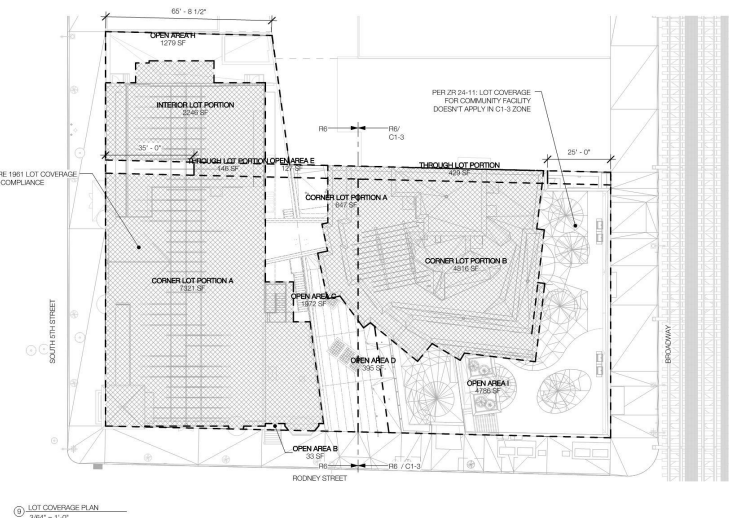 65' - 8 1/2"
OPEN AREA H
1279 SF
PER ZR 24-11: LOT COVERAGE
FOR COMMUNITY FACILITY
DOESN'T APPLY IN C1-3 ZONE
INTERIOR LOT PORTION
2246 SF
R6
R6/
C1-3
35' - 0"
25' - 0"
THROUGH LOT PORTION
146 SF
OPEN AREA E
127 SF
THROUGH LOT PORTION
429 SF
RE 1961 LOT COVERAGE
COMPLIANCE
CORNER LOT PORTION A
647 SF
CORNER LOT PORTION B
4816 SF
CORNER LOT PORTION A
7321 SF
OPEN AREA C
1972 SF
SOUTH 5TH STREET
BROADWAY
OPEN AREA D
395 SF
OPEN AREA I
4786 SF
OPEN AREA B
33 SF
R6
R6 / C1-3
RODNEY STREET
9 LOT COVERAGE PLAN
3/64" = 1'-0"